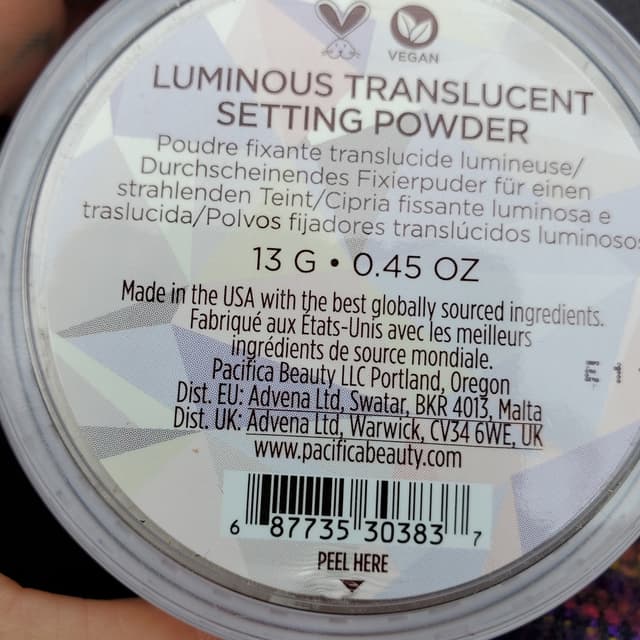 VEGAN
LUMINOUS TRANSLUCENT
SETTING POWDER
Poudre fixante translucide lumineuse/
Durchscheinendes Fixierpuder für einen
strahlenden Teint/Cipria fissante luminosa e
traslucida/Polvos fijadores translúcidos luminosos
13 G • 0.45 OZ
Made in the USA with the best globally sourced ingredients.
Fabriqué aux États-Unis avec les meilleurs
ingrédients de source mondiale.
Pacifica Beauty LLC Portland, Oregon
Dist. EU: Advena Ltd, Swatar, BKR 4013, Malta
Dist. UK: Advena Ltd, Warwick, CV34 6WE, UK
www.pacificabeauty.com
6 87735 30383 7
PEEL HERE